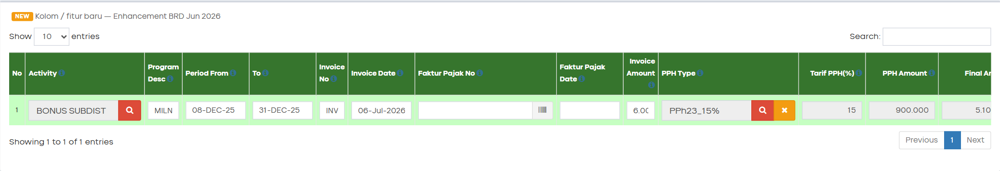 NEW Kolom / fitur baru — Enhancement BRD Jun 2026
Show 10 entries
Search:
No
Activity
Program Desc
Period From
To
Invoice No
Invoice Date
Faktur Pajak No
Faktur Pajak Date
Invoice Amount
PPH Type
Tarif PPH(%)
PPH Amount
Final Ar
1
BONUS SUBDIST
MILN
08-DEC-25
31-DEC-25
INV
06-Jul-2026
6.00
PPh23_15%
15
900.000
5.10
Showing 1 to 1 of 1 entries
Previous 1 Next